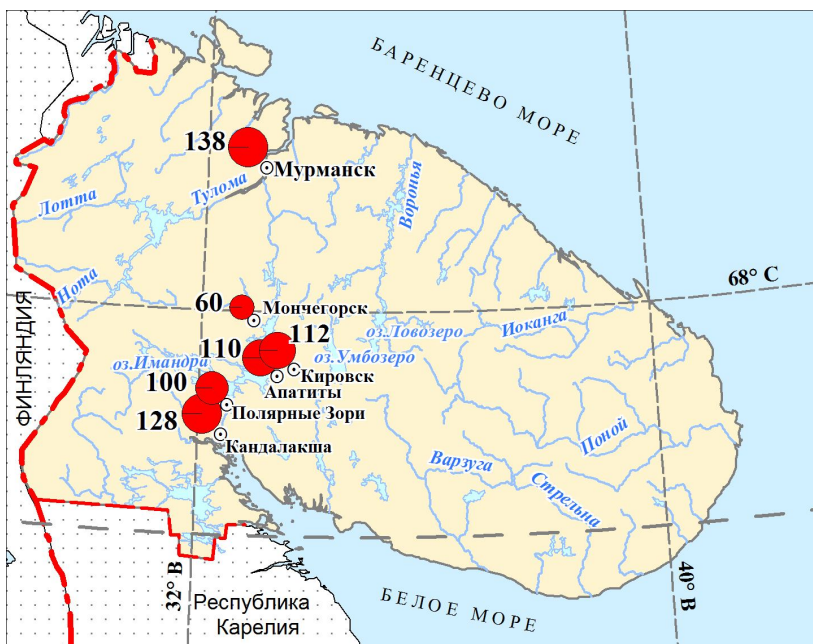 БАРЕНЦЕВО МОРЕ
138
Мурманск
Лотта
Тулома
Воронья
Нота
68° С
60
Мончегорск
оз.Ловозеро
Иоканга
ФИНЛЯНДИЯ
оз.Имандра
110
112
оз.Умбозеро
Кировск
Апатиты
100
Полярные Зори
128
Кандалакша
Поной
Варзуга
Стрельна
32° В
40° В
Республика
Карелия
БЕЛОЕ МОРЕ